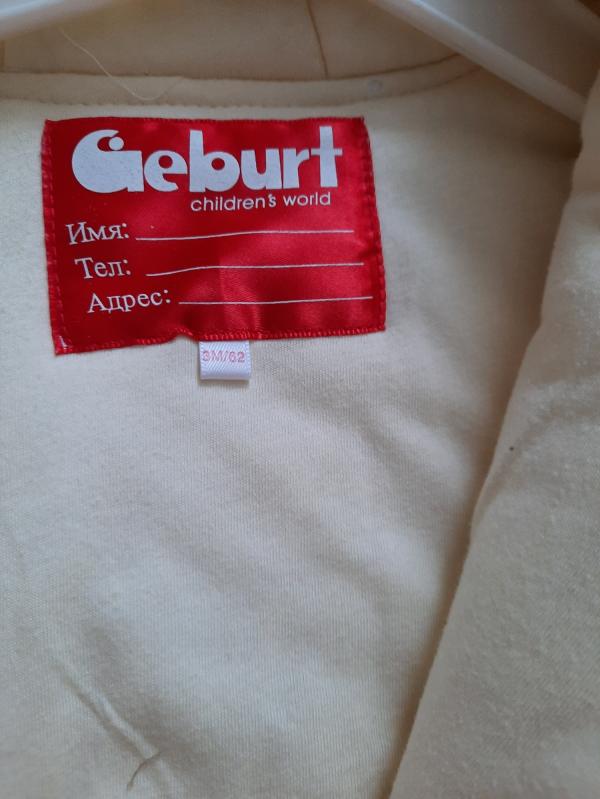 Geburt
children's world
Имя:
Тел:
Адрес:
3M/62